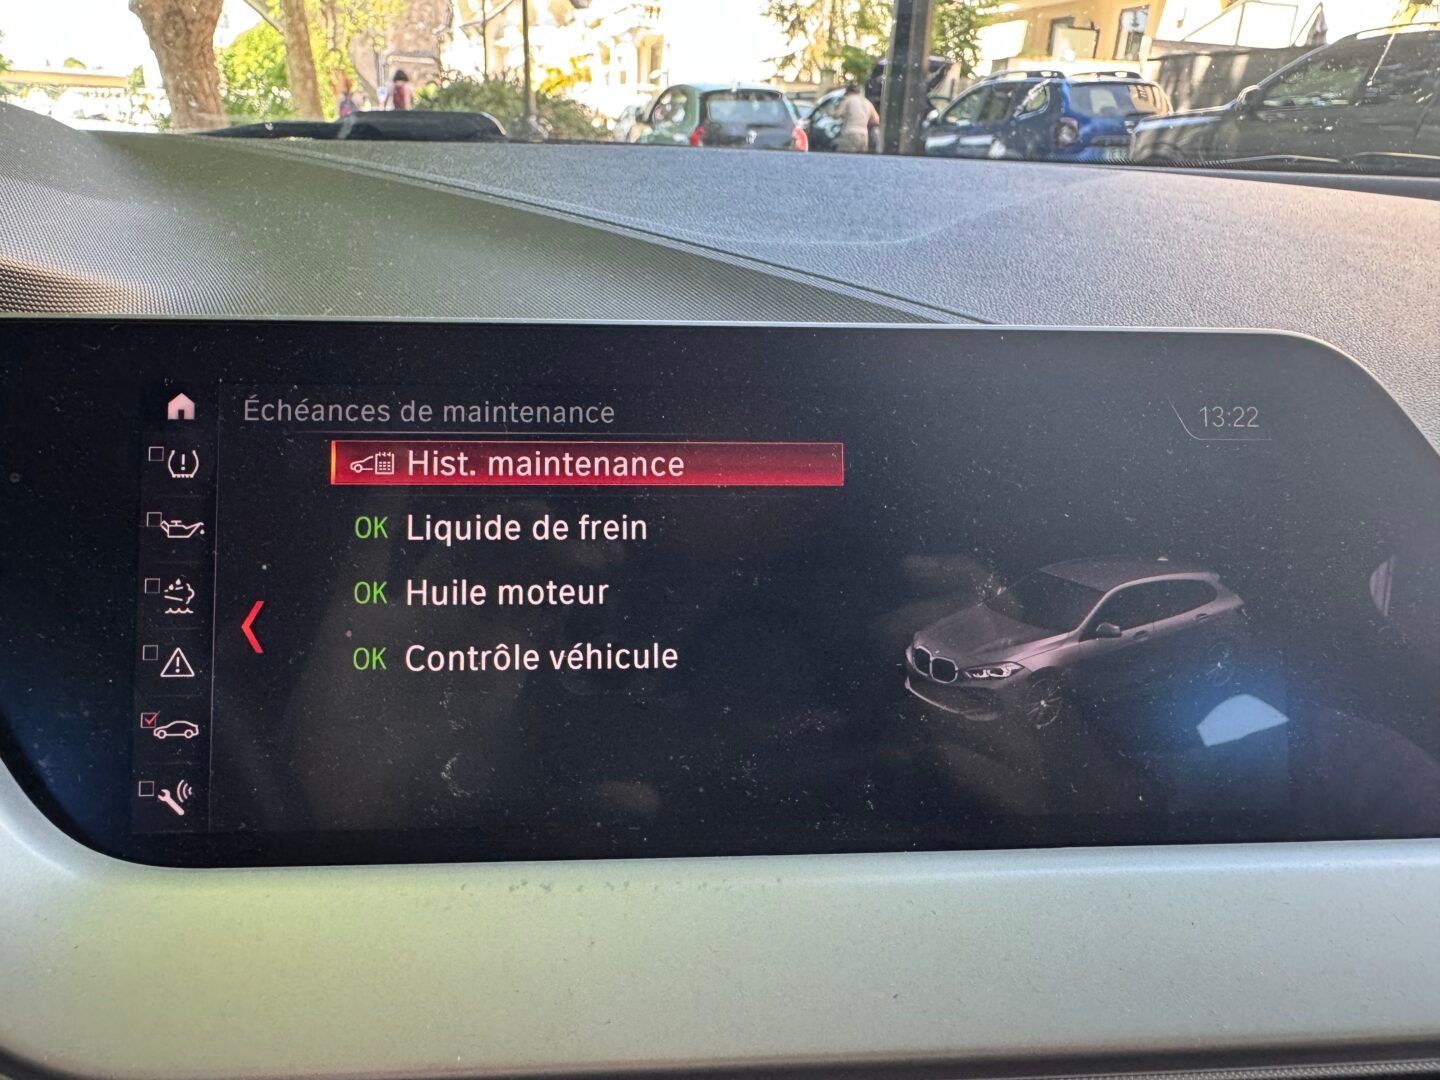 Échéances de maintenance
13:22
Hist. maintenance
OK Liquide de frein
OK Huile moteur
OK Contrôle véhicule